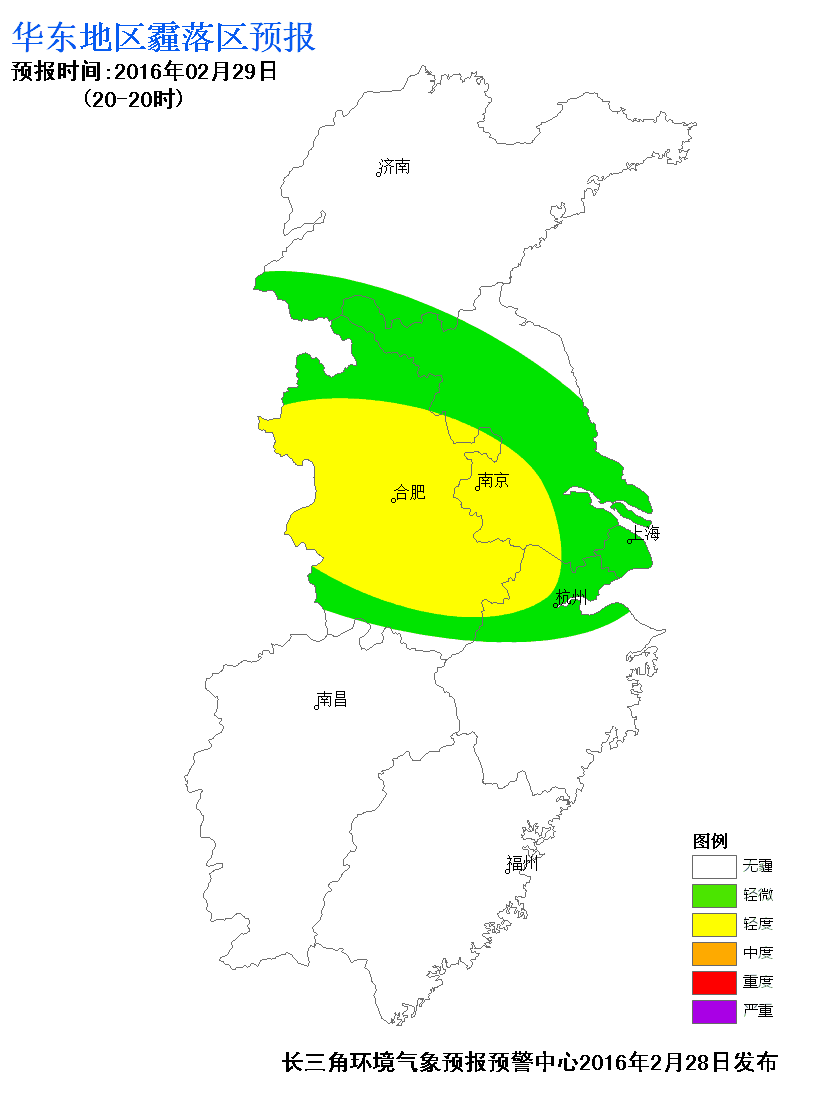 华东地区霾落区预报
预报时间:2016年02月29日
(20-20时)
济南
合肥
南京
上海
杭州
南昌
福州
图例
无霾
轻微
轻度
中度
重度
严重
长三角环境气象预报预警中心2016年2月28日发布